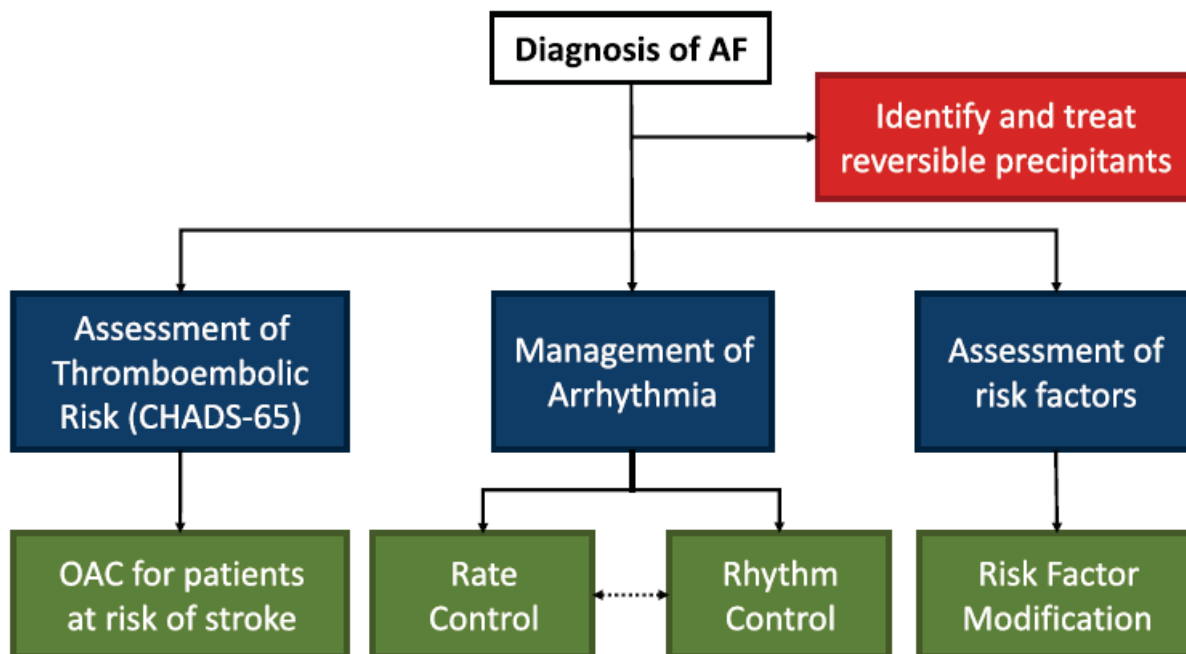 Diagnosis of AF
Identify and treat
reversible precipitants
Assessment of
Thromboembolic
Risk (CHADS-65)
Management of
Arrhythmia
Assessment of
risk factors
OAC for patients
at risk of stroke
Rate
Control
Rhythm
Control
Risk Factor
Modification